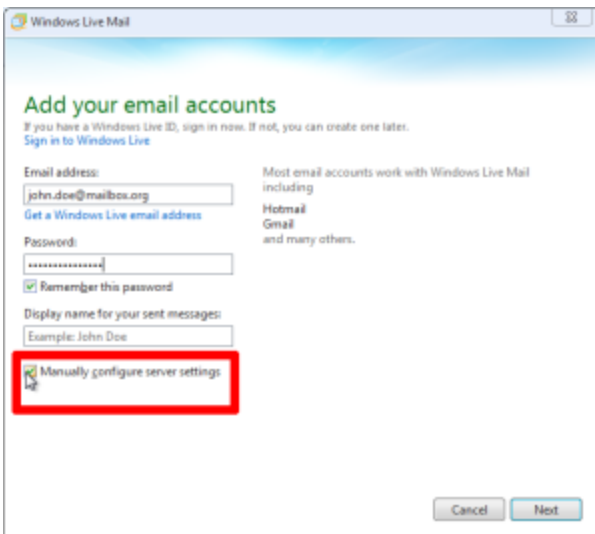 Windows Live Mail
Add your email accounts
If you have a Windows Live ID, sign in now. If not, you can create one later.
Sign in to Windows Live
Email address:
john.doe@mailbox.org
Get a Windows Live email address
Password:
•••••••••••••••
Remember this password
Display name for your sent messages:
Example: John Doe
Manually configure server settings
Most email accounts work with Windows Live Mail
including
Hotmail
Gmail
and many others.
Cancel
Next